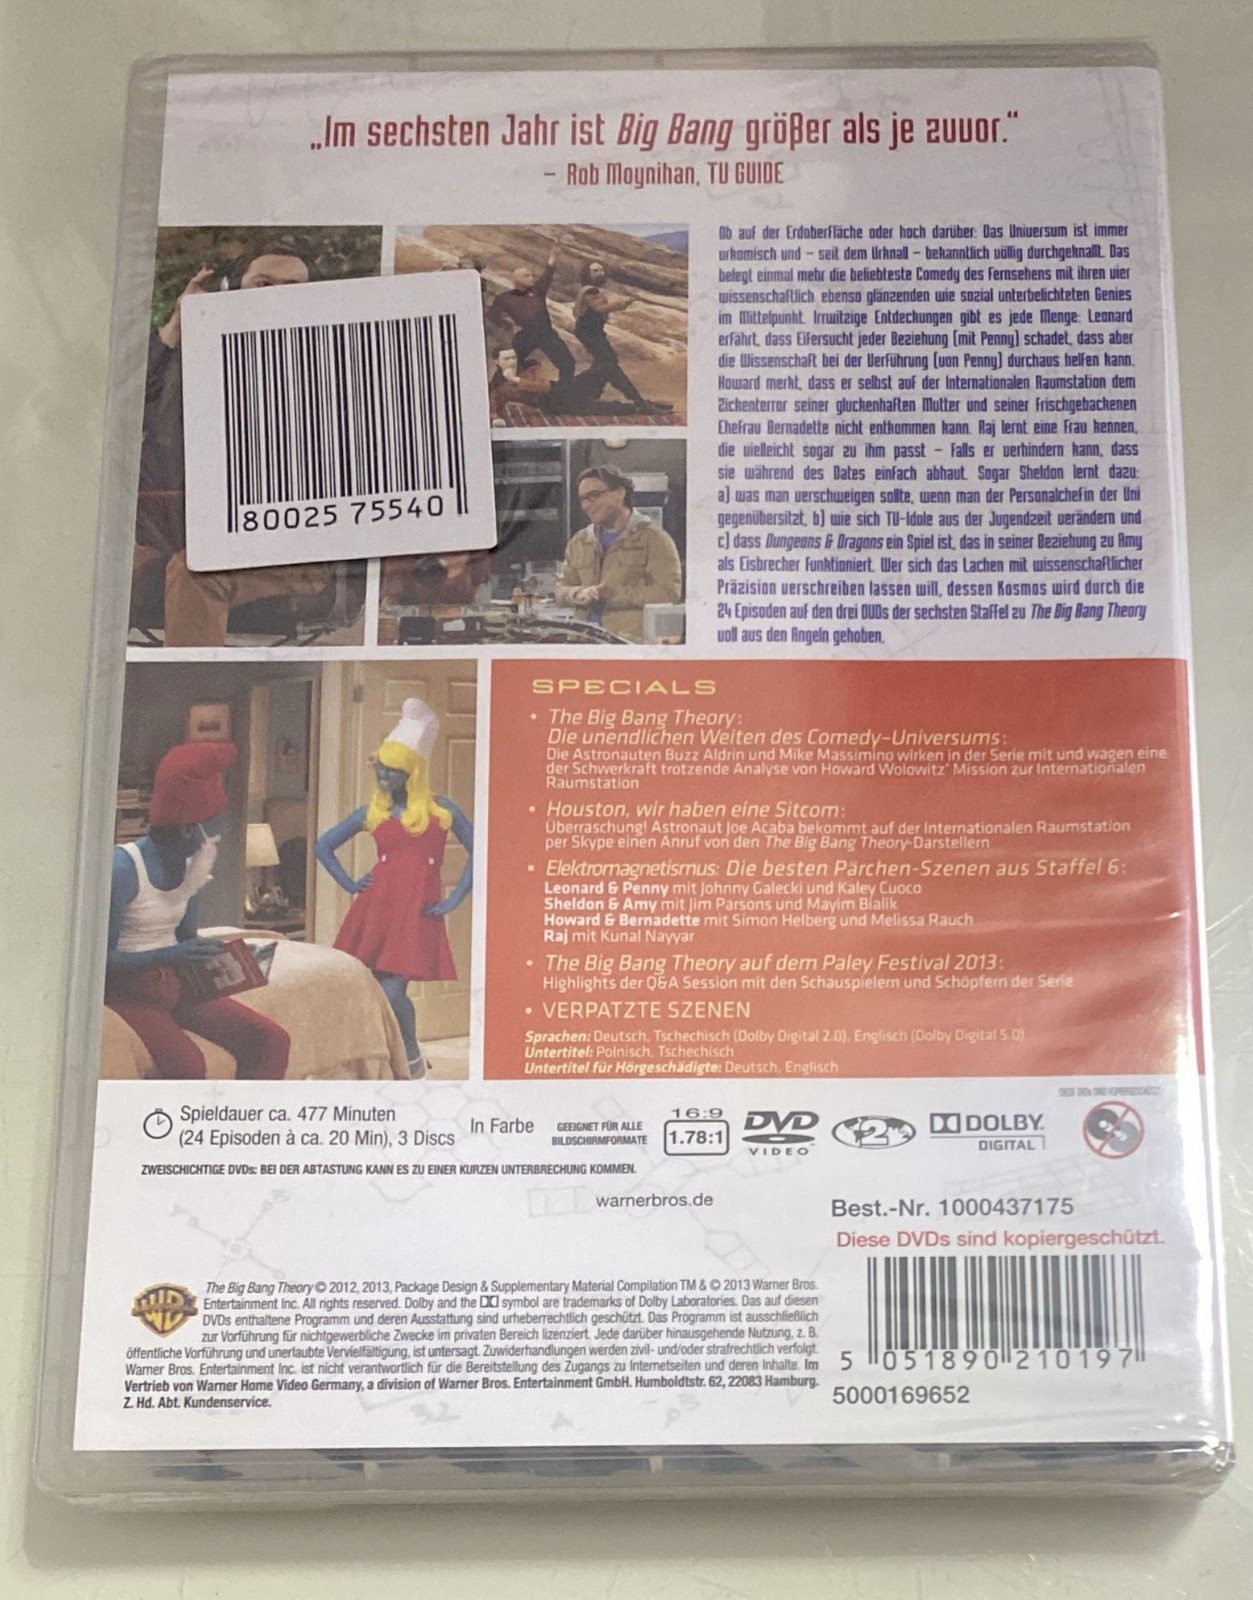 „Im sechsten Jahr ist Big Bang größer als je zuvor.“
– Rob Moynihan, TV GUIDE
Ob auf der Erdoberfläche oder hoch darüber: Das Universum ist immer
urkomisch und – seit dem Urknall – bekanntlich völlig durchgeknallt. Das
belegt einmal mehr die beliebteste Comedy des Fernsehens mit ihren vier
wissenschaftlich ebenso glänzenden wie sozial unterbelichteten Genies
im Mittelpunkt. Irrwitzige Entdeckungen gibt es jede Menge: Leonard
erfährt, dass Eifersucht jeder Beziehung (mit Penny) schadet, dass aber
die Wissenschaft bei der Verführung (von Penny) durchaus helfen kann.
Howard merkt, dass er selbst auf der Internationalen Raumstation dem
Zickenterror seiner gluckenhaften Mutter und seiner frischgebackenen
Ehefrau Bernadette nicht entkommen kann. Raj lernt eine Frau kennen,
die vielleicht sogar zu ihm passt – falls er verhindern kann, dass
sie während des Dates einfach abhaut. Sogar Sheldon lernt dazu:
a) was man verschweigen sollte, wenn man der Personalchefin der Uni
gegenübersitzt, b) wie sich TV-Idole aus der Jugendzeit verändern und
c) dass Dungeons & Dragons ein Spiel ist, das in seiner Beziehung zu Amy
als Eisbrecher funktioniert. Wer sich das Lachen mit wissenschaftlicher
Präzision verschreiben lassen will, dessen Kosmos wird durch die
24 Episoden auf den drei DVDs der sechsten Staffel zu The Big Bang Theory
voll aus den Angeln gehoben.
80025 75540
SPECIALS
• The Big Bang Theory:
Die unendlichen Weiten des Comedy-Universums:
Die Astronauten Buzz Aldrin und Mike Massimino wirken in der Serie mit und wagen eine
der Schwerkraft trotzende Analyse von Howard Wolowitz' Mission zur Internationalen
Raumstation
• Houston, wir haben eine Sitcom:
Überraschung! Astronaut Joe Acaba bekommt auf der Internationalen Raumstation
per Skype einen Anruf von den The Big Bang Theory-Darstellern
• Elektromagnetismus: Die besten Pärchen-Szenen aus Staffel 6:
Leonard & Penny mit Johnny Galecki und Kaley Cuoco
Sheldon & Amy mit Jim Parsons und Mayim Bialik
Howard & Bernadette mit Simon Helberg und Melissa Rauch
Raj mit Kunal Nayyar
• The Big Bang Theory auf dem Paley Festival 2013:
Highlights der Q&A Session mit den Schauspielern und Schöpfern der Serie
• VERPATZTE SZENEN
Sprachen: Deutsch, Tschechisch (Dolby Digital 2.0), Englisch (Dolby Digital 5.0)
Untertitel: Polnisch, Tschechisch
Untertitel für Hörgeschädigte: Deutsch, Englisch
DIESE DVDs SIND KOPIERGESCHÜTZT
Spieldauer ca. 477 Minuten
(24 Episoden à ca. 20 Min), 3 Discs
In Farbe
GEEIGNET FÜR ALLE
BILDSCHIRMFORMATE
16:9
1.78:1
DVD
VIDEO
2
DOLBY
DIGITAL
ZWEISCHICHTIGE DVDs: BEI DER ABTASTUNG KANN ES ZU EINER KURZEN UNTERBRECHUNG KOMMEN.
warnerbros.de
Best.-Nr. 1000437175
Diese DVDs sind kopiergeschützt.
WB
The Big Bang Theory © 2012, 2013, Package Design & Supplementary Material Compilation TM & © 2013 Warner Bros.
Entertainment Inc. All rights reserved. Dolby and the symbol are trademarks of Dolby Laboratories. Das auf diesen
DVDs enthaltene Programm und deren Ausstattung sind urheberrechtlich geschützt. Das Programm ist ausschließlich
zur Vorführung für nichtgewerbliche Zwecke im privaten Bereich lizenziert. Jede darüber hinausgehende Nutzung, z. B.
öffentliche Vorführung und unerlaubte Vervielfältigung, ist untersagt. Zuwiderhandlungen werden zivil- und/oder strafrechtlich verfolgt.
Warner Bros. Entertainment Inc. ist nicht verantwortlich für die Bereitstellung des Zugangs zu Internetseiten und deren Inhalte. Im
Vertrieb von Warner Home Video Germany, a division of Warner Bros. Entertainment GmbH. Humboldtstr. 62, 22083 Hamburg.
Z. Hd. Abt. Kundenservice.
5 051890 210197
5000169652